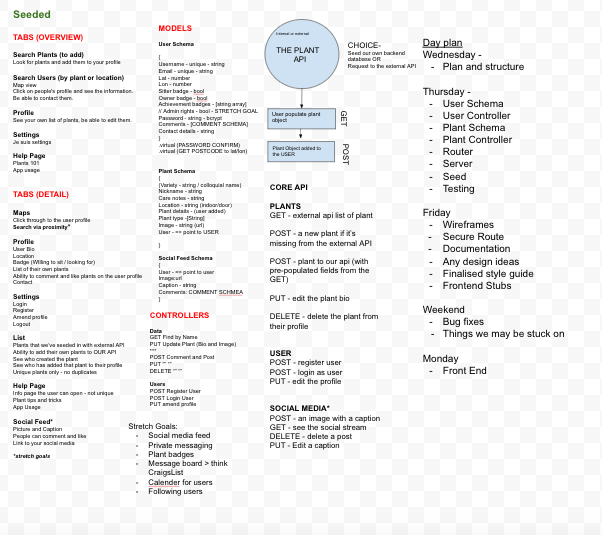 Seeded
TABS (OVERVIEW)
Search Plants (to add)
Look for plants and add them to your profile
Search Users (by plant or location)
Map view
Click on people's profile and see the information.
Be able to contact them.
Profile
See your own list of plants, be able to edit them.
Settings
Je suis settings
Help Page
Plants 101
App usage
TABS (DETAIL)
Maps
Click through to the user profile
Search via proximity*
Profile
User Bio
Location
Badge (Willing to sit / looking for)
List of their own plants
Ability to comment and like plants on the user profile
Contact
Settings
Login
Register
Amend profile
Logout
List
Plants that we've seeded in with external API
Ability to add their own plants to OUR API
See who created the plant
See who has added that plant to their profile
Unique plants only - no duplicates
Help Page
Info page the user can open - not unique
Plant tips and tricks
App Usage
Social Feed*
Picture and Caption
People can comment and like
Link to your social media
*stretch goals
MODELS
User Schema
{
Username - unique - string
Email - unique - string
Lat - number
Lon - number
Sitter badge - bool
Owner badge - bool
Achievement badges - [string array]
// Admin rights - bool - STRETCH GOAL
Password - string - bcrypt
Comments - [COMMENT SCHEMA]
Contact details - string
}
.virtual (PASSWORD CONFIRM)
.virtual (GET POSTCODE to lat/lon)
Plant Schema
{
(Variety - string / colloquial name)
Nickname - string
Care notes - string
Location - string (indoor/door)
Plant details - (user added)
Plant type -[String]
Image - string (url)
User - == point to USER
}
Social Feed Schema
{
User - == point to user
Image:url
Caption - string
Comments: COMMENT SCHMEA
}
CONTROLLERS
Data
GET Find by Name
PUT Update Plant (Bio and Image)
"""
POST Comment and Post
PUT "" ""
DELETE "" ""
Users
POST Register User
POST Login User
PUT amend profile
Stretch Goals:
- Social media feed
- Private messaging
- Plant badges
- Message board > think
CraigsList
- Calender for users
- Following users
Internal or external
THE PLANT
API
CHOICE-
Seed our own backend
database OR
Request to the external API
User populate plant
object
GET
Plant Object added to
the USER
POST
CORE API
PLANTS
GET - external api list of plant
POST - a new plant if it's
missing from the external API
POST - plant to our api (with
pre-populated fields from the
GET)
PUT - edit the plant bio
DELETE - delete the plant from
their profile
USER
POST - register user
POST - login as user
PUT - edit the profile
SOCIAL MEDIA*
POST - an image with a caption
GET - see the social stream
DELETE - delete a post
PUT - Edit a caption
Day plan
Wednesday -
- Plan and structure
Thursday -
- User Schema
- User Controller
- Plant Schema
- Plant Controller
- Router
- Server
- Seed
- Testing
Friday
- Wireframes
- Secure Route
- Documentation
- Any design ideas
- Finalised style guide
- Frontend Stubs
Weekend
- Bug fixes
- Things we may be stuck on
Monday
- Front End